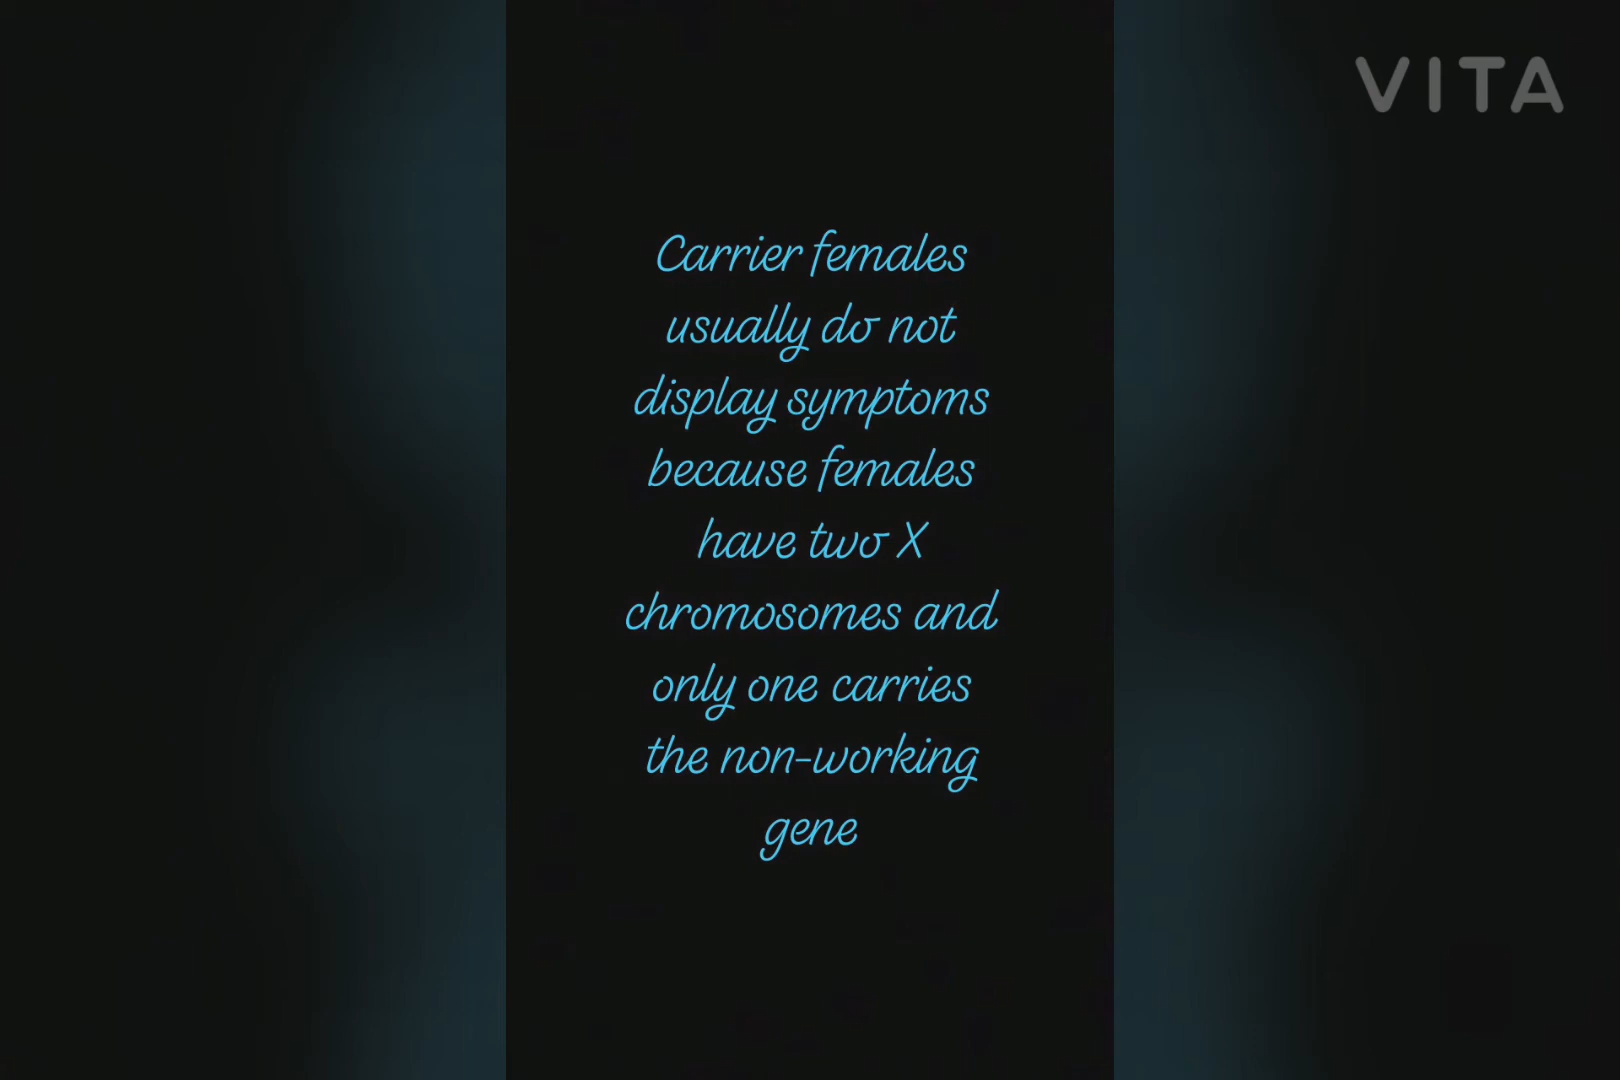 VITA
Carrier females
usually do not
display symptoms
because females
have two X
chromosomes and
only one carries
the non-working
gene